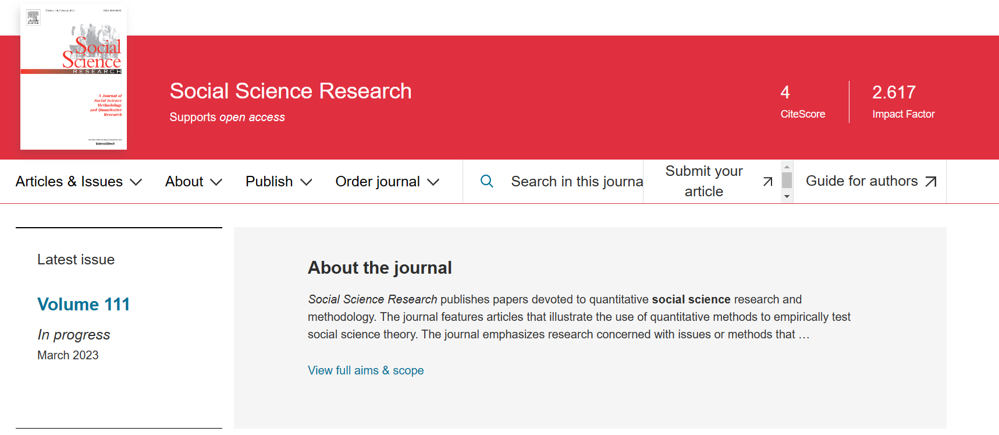 ELSEVIER
Social
Science
RESEARCH
A Journal of
Social Science
Methodology
and Quantitative
Research
ScienceDirect
Social Science Research
Supports open access
4
CiteScore
2.617
Impact Factor
Articles & Issues
About
Publish
Order journal
Search in this journa
Submit your
article
Guide for authors
Latest issue
Volume 111
In progress
March 2023
About the journal
Social Science Research publishes papers devoted to quantitative social science research and
methodology. The journal features articles that illustrate the use of quantitative methods to empirically test
social science theory. The journal emphasizes research concerned with issues or methods that …
View full aims & scope